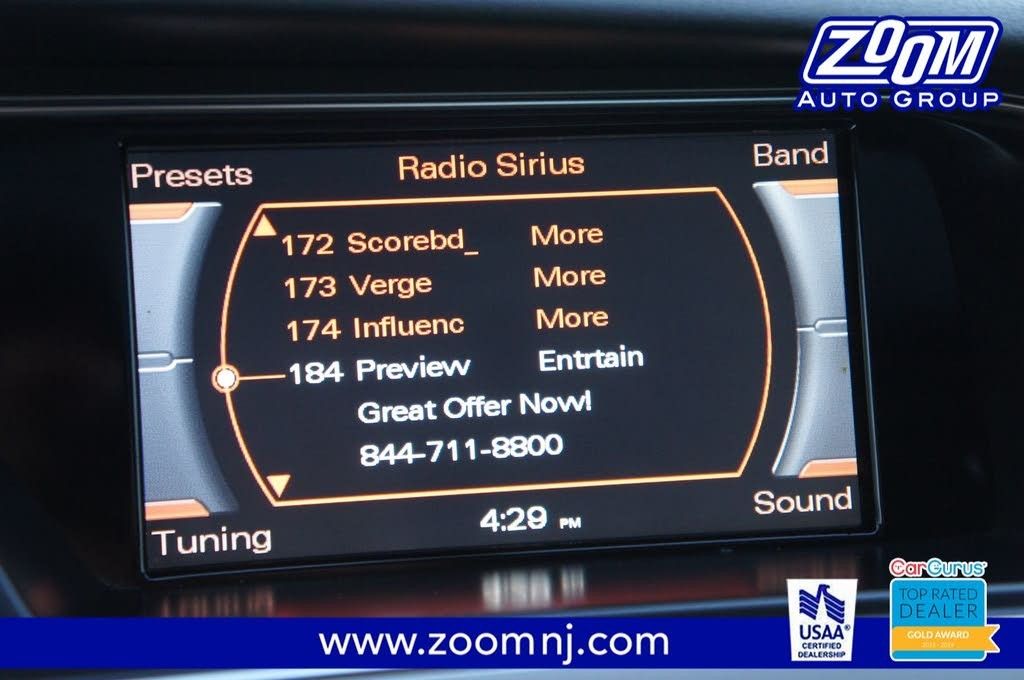 ZOOM
AUTO GROUP
Presets
Radio Sirius
Band
172 Scorebd_ More
173 Verge More
174 Influenc More
184 Preview Entrtain
Great Offer Now!
844-711-8800
4:29 PM
Tuning
Sound
www.zoomnj.com
USAA®
CERTIFIED
DEALERSHIP
CarGurus
TOP RATED
DEALER
GOLD AWARD